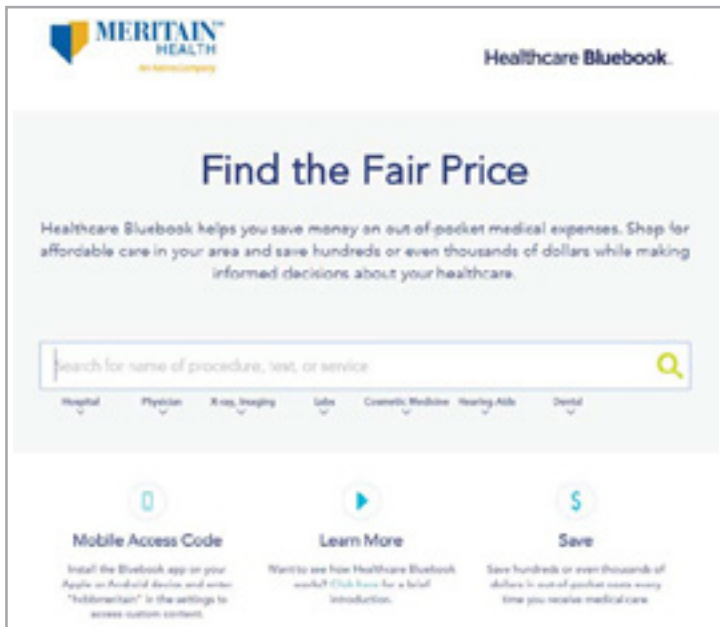 MERITAIN™
HEALTH
An Aetna Company
Healthcare Bluebook.
Find the Fair Price
Healthcare Bluebook helps you save money on out-of-pocket medical expenses. Shop for
affordable care in your area and save hundreds or even thousands of dollars while making
informed decisions about your healthcare.
Search for name of procedure, test, or service
Hospital Physician X-ray, Imaging Labs Cosmetic Medicine Hearing Aids Dental
$
Mobile Access Code Learn More Save
Install the Bluebook app on your
Apple or Android device and enter
in the settings to
access custom content.
Want to see how Healthcare Bluebook
works? Click here for a brief
introduction.
Save hundreds or even thousands of
dollars in out-of-pocket costs every
time you receive medical care.